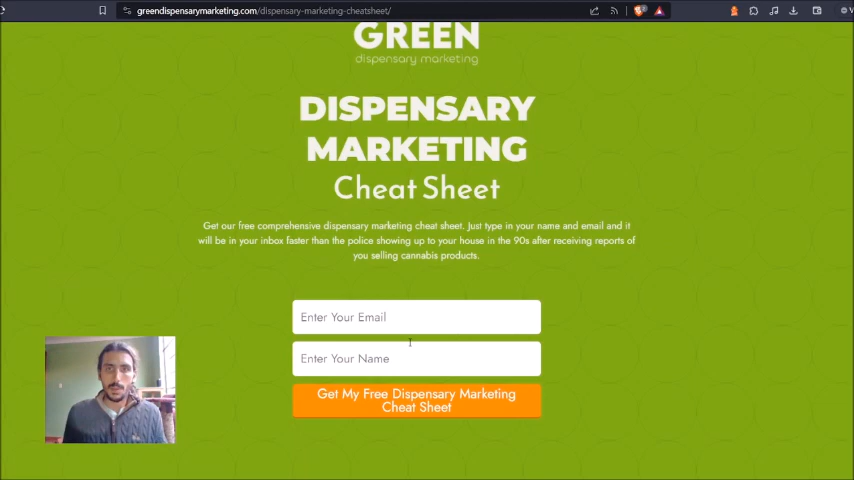 greendispensarymarketing.com/dispensary-marketing-cheatsheet/
GREEN
dispensary marketing
DISPENSARY
MARKETING
Cheat Sheet
Get our free comprehensive dispensary marketing cheat sheet. Just type in your name and email and it
will be in your inbox faster than the police showing up to your house in the 90s after receiving reports of
you selling cannabis products.
Enter Your Email
Enter Your Name
Get My Free Dispensary Marketing
Cheat Sheet